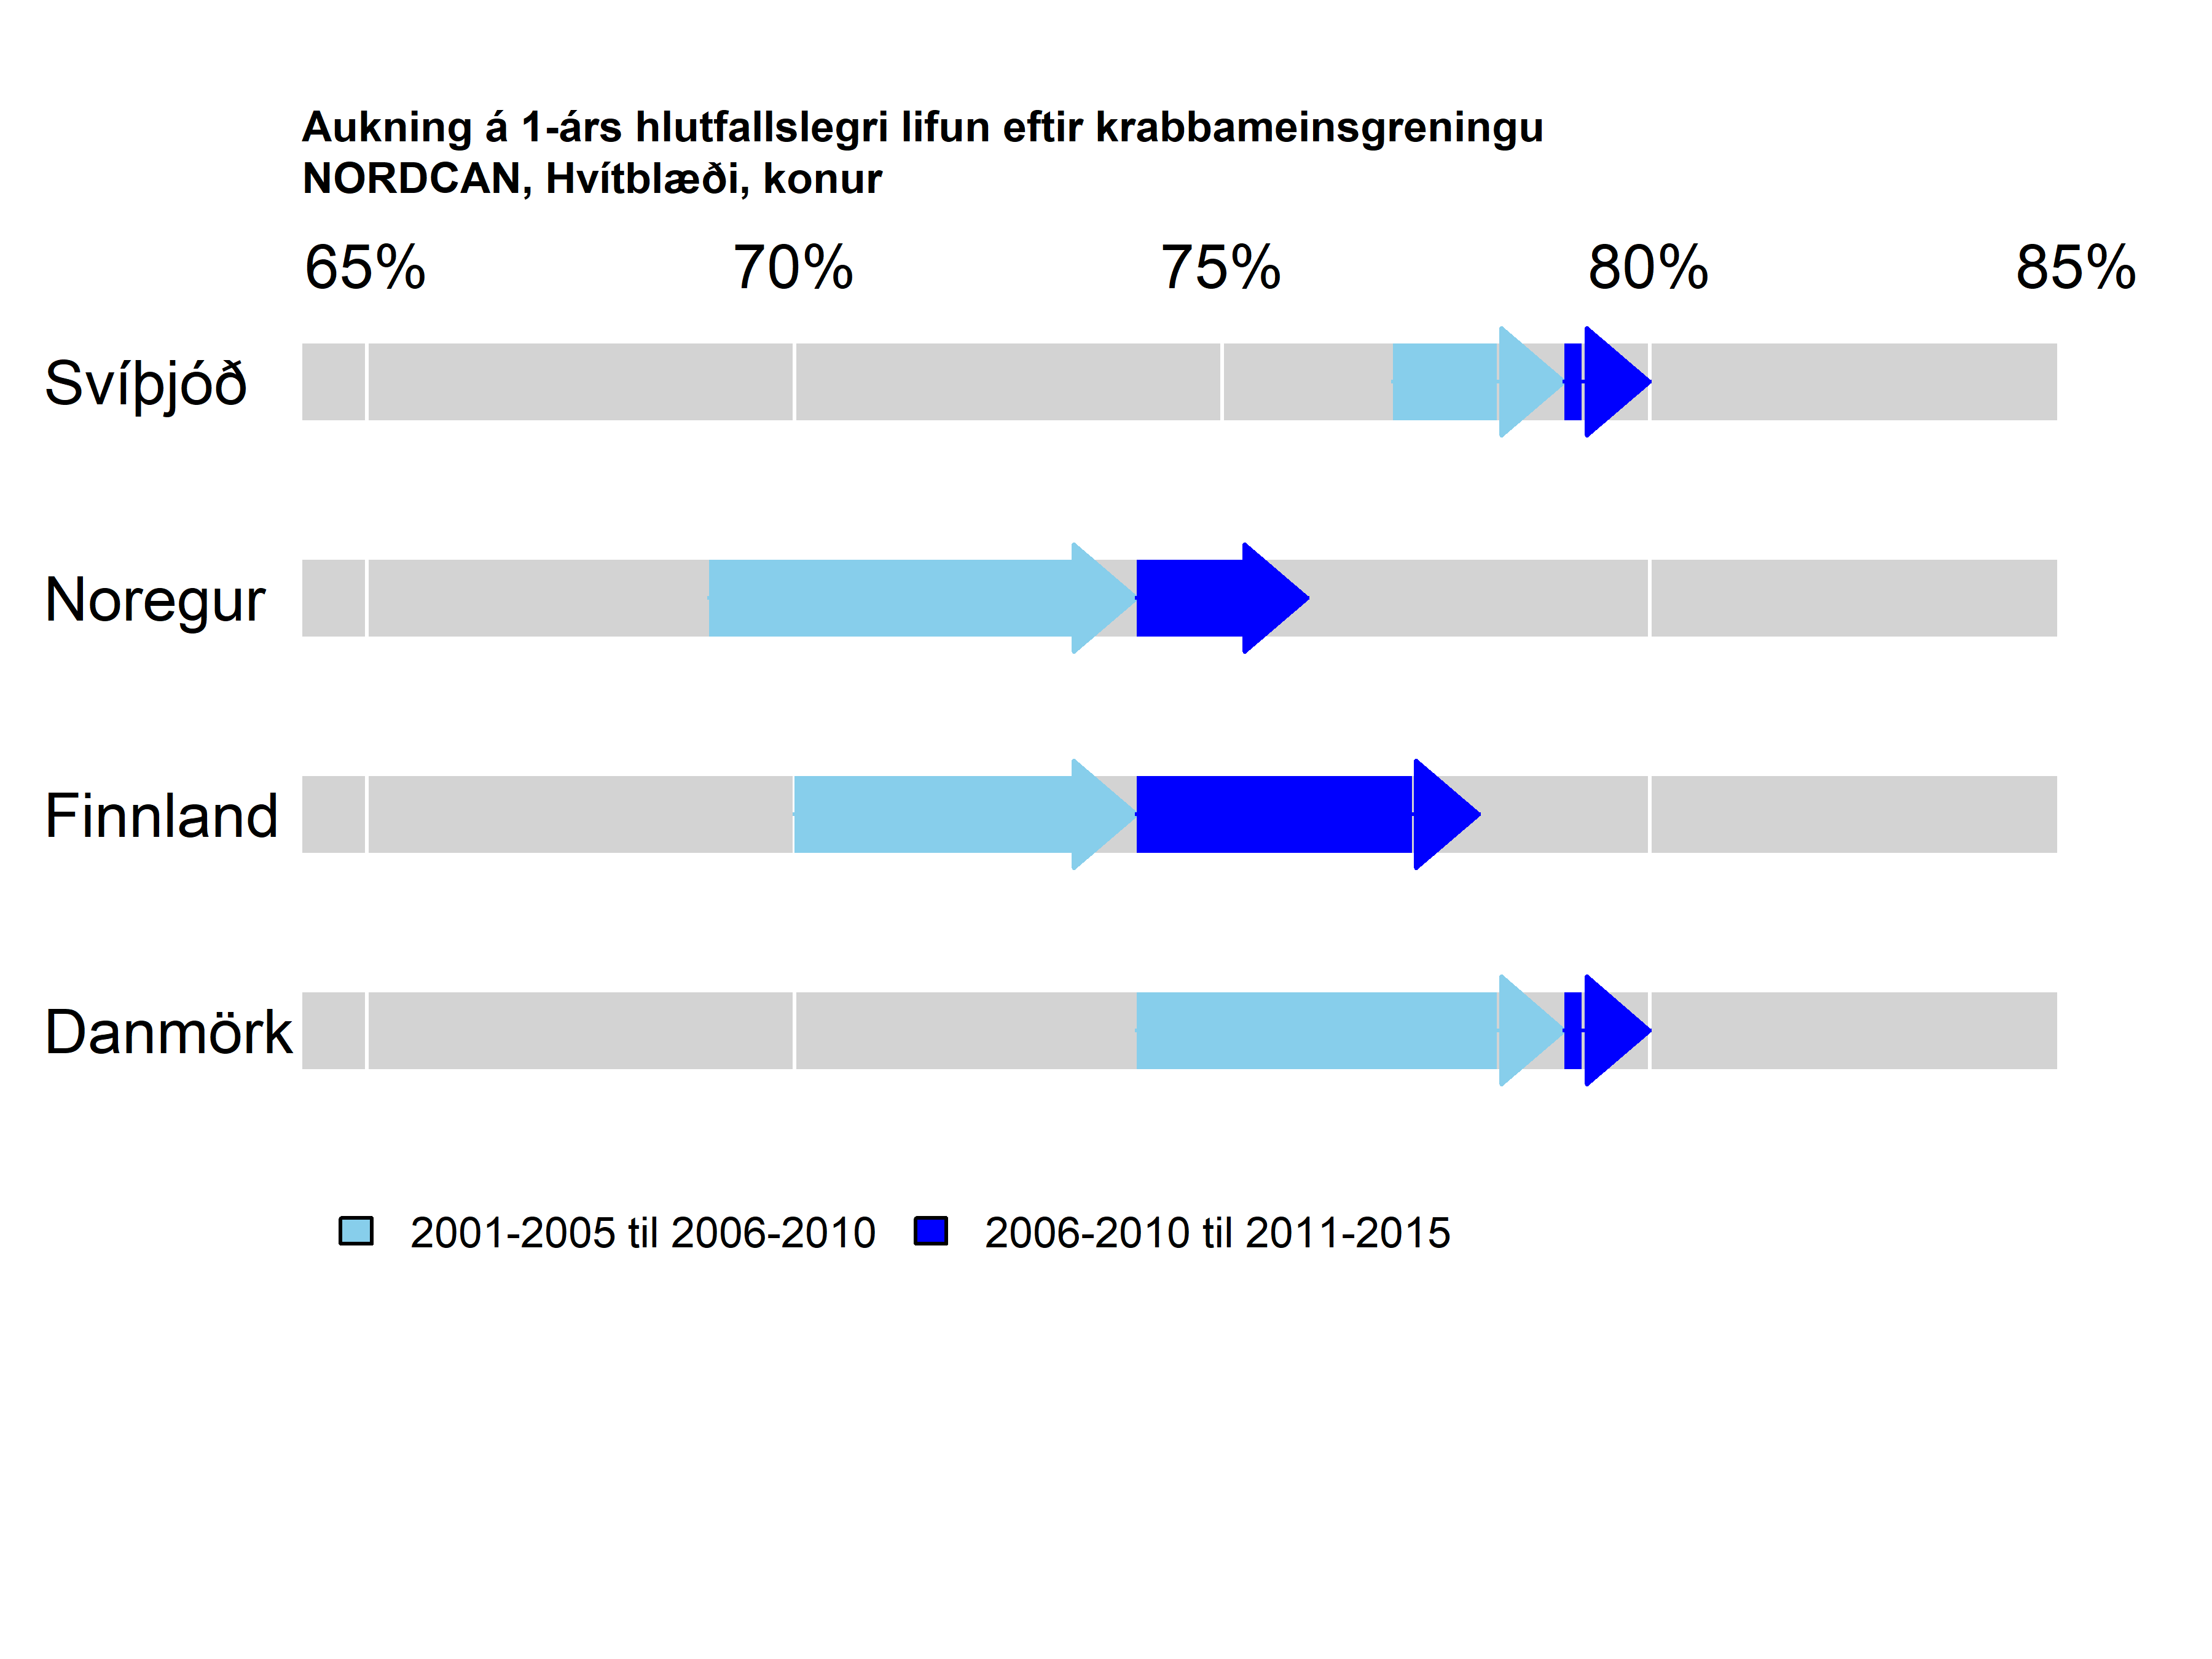 Aukning á 1-árs hlutfallslegri lifun eftir krabbameinsgreningu
NORDCAN, Hvítblæði, konur
65% 70% 75% 80% 85%
Svíþjóð
Noregur
Finnland
Danmörk
2001-2005 til 2006-2010 2006-2010 til 2011-2015